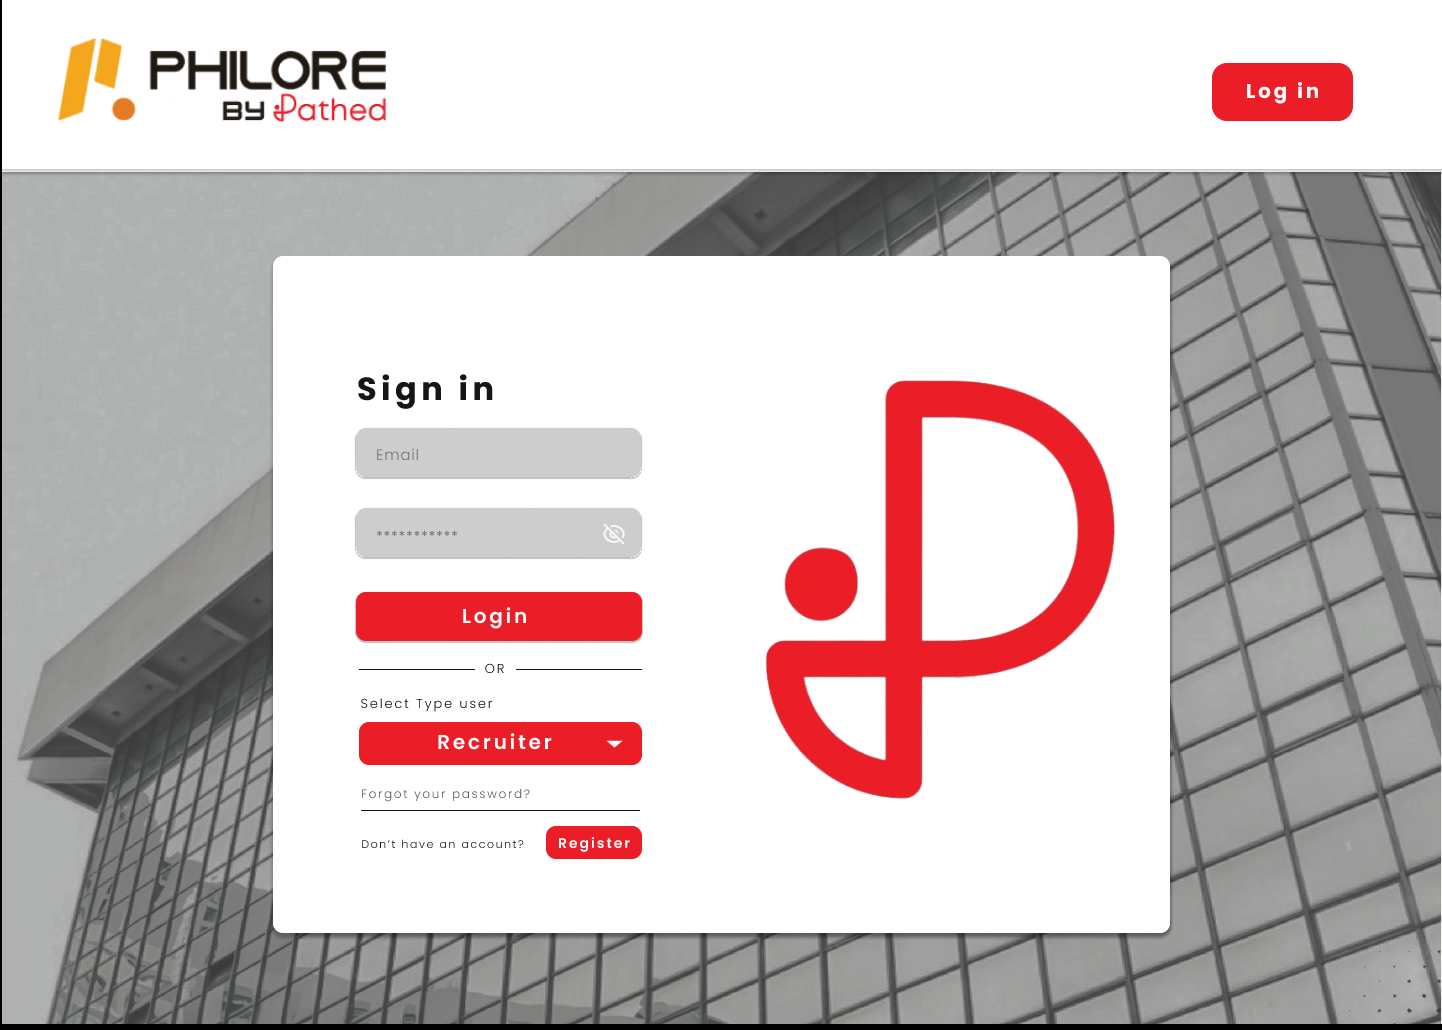 PHILORE
BY Pathed
Log in
Sign in
Email
***********
Login
OR
Select Type user
Recruiter
Forgot your password?
Don't have an account?
Register